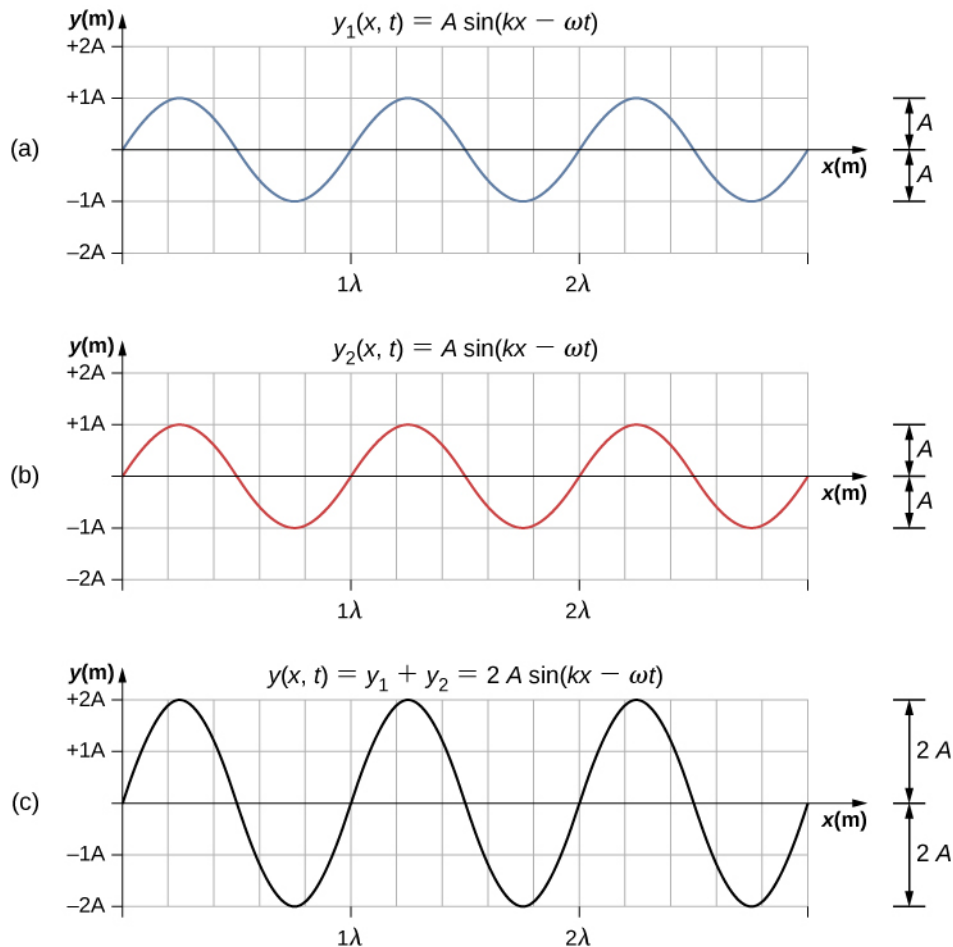 y(m) y₁(x, t) = A sin(kx − ωt)
+2A
+1A
A
(a)
x(m)
A
–1A
–2A
1λ 2λ
y(m) y₂(x, t) = A sin(kx − ωt)
+2A
+1A
A
(b)
x(m)
A
–1A
–2A
1λ 2λ
y(m) y(x, t) = y₁ + y₂ = 2 A sin(kx − ωt)
+2A
+1A
2 A
(c)
x(m)
–1A
2 A
–2A
1λ 2λ